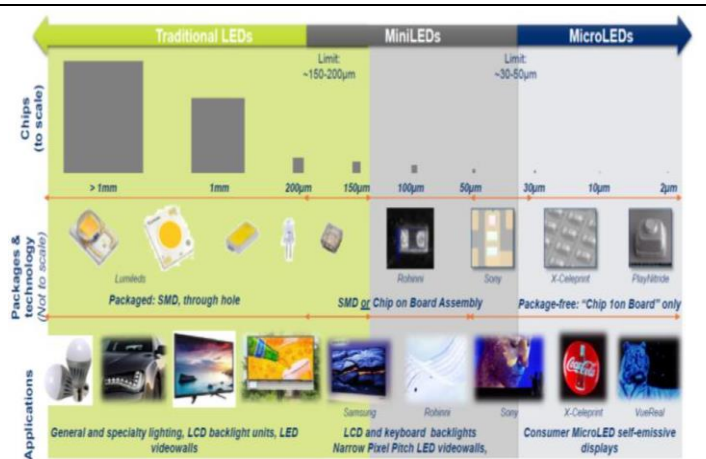 Traditional LEDs
MiniLEDs
MicroLEDs
Limit:
~150-200µm
Limit:
~30-50µm
Chips
(to scale)
> 1mm
1mm
200µm
150µm
100µm
50µm
30µm
10µm
2µm
Packages &
technology
(Not to scale)
Lumileds
Rohinni
Sony
X-Celeprint
PlayNitride
Packaged: SMD, through hole
SMD or Chip on Board Assembly
Package-free: "Chip 1on Board" only
Applications
Coca-Cola
Samsung
Rohinni
Sony
X-Celeprint
VueReal
General and specialty lighting, LCD backlight units, LED
videowalls
LCD and keyboard backlights
Narrow Pixel Pitch LED videowalls,
Consumer MicroLED self-emissive
displays